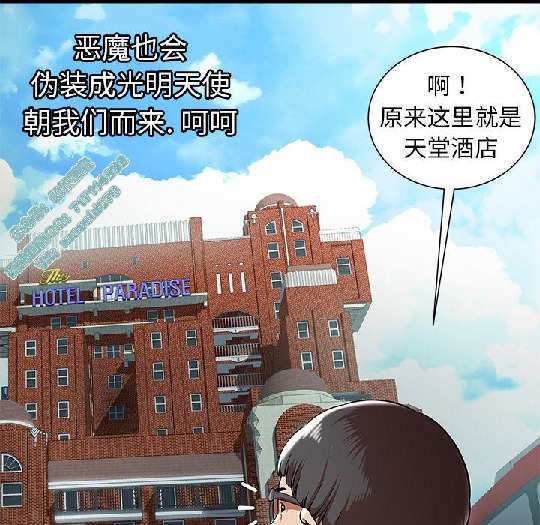 恶魔也会
伪装成光明天使
朝我们而来.呵呵
啊！
原来这里就是
天堂酒店
The
HOTEL PARADISE